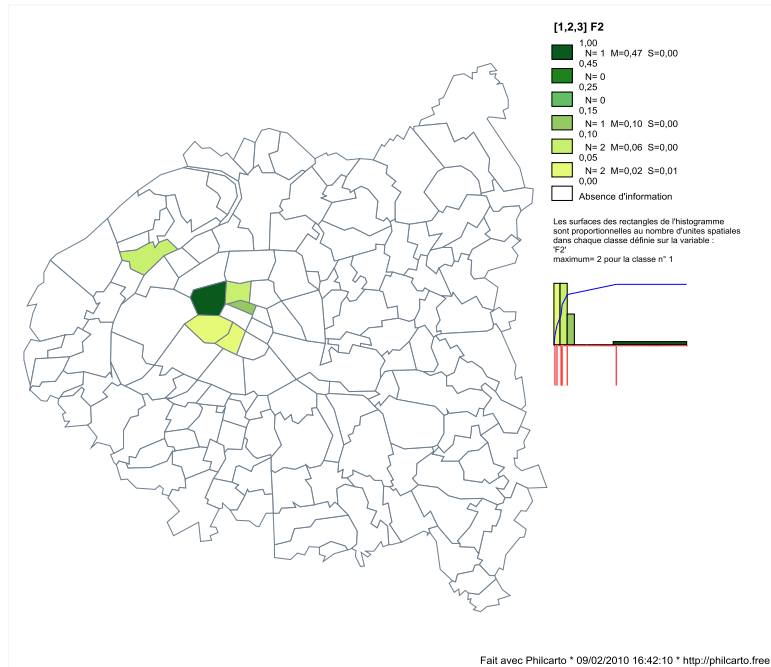 [1,2,3] F2
1,00
N= 1 M=0,47 S=0,00
0,45
N= 0
0,25
N= 0
0,15
N= 1 M=0,10 S=0,00
0,10
N= 2 M=0,06 S=0,00
0,05
N= 2 M=0,02 S=0,01
0,00
Absence d'information
Les surfaces des rectangles de l'histogramme
sont proportionnelles au nombre d'unites spatiales
dans chaque classe définie sur la variable :
'F2'
maximum= 2 pour la classe n° 1
Fait avec Philcarto * 09/02/2010 16:42:10 * http://philcarto.free